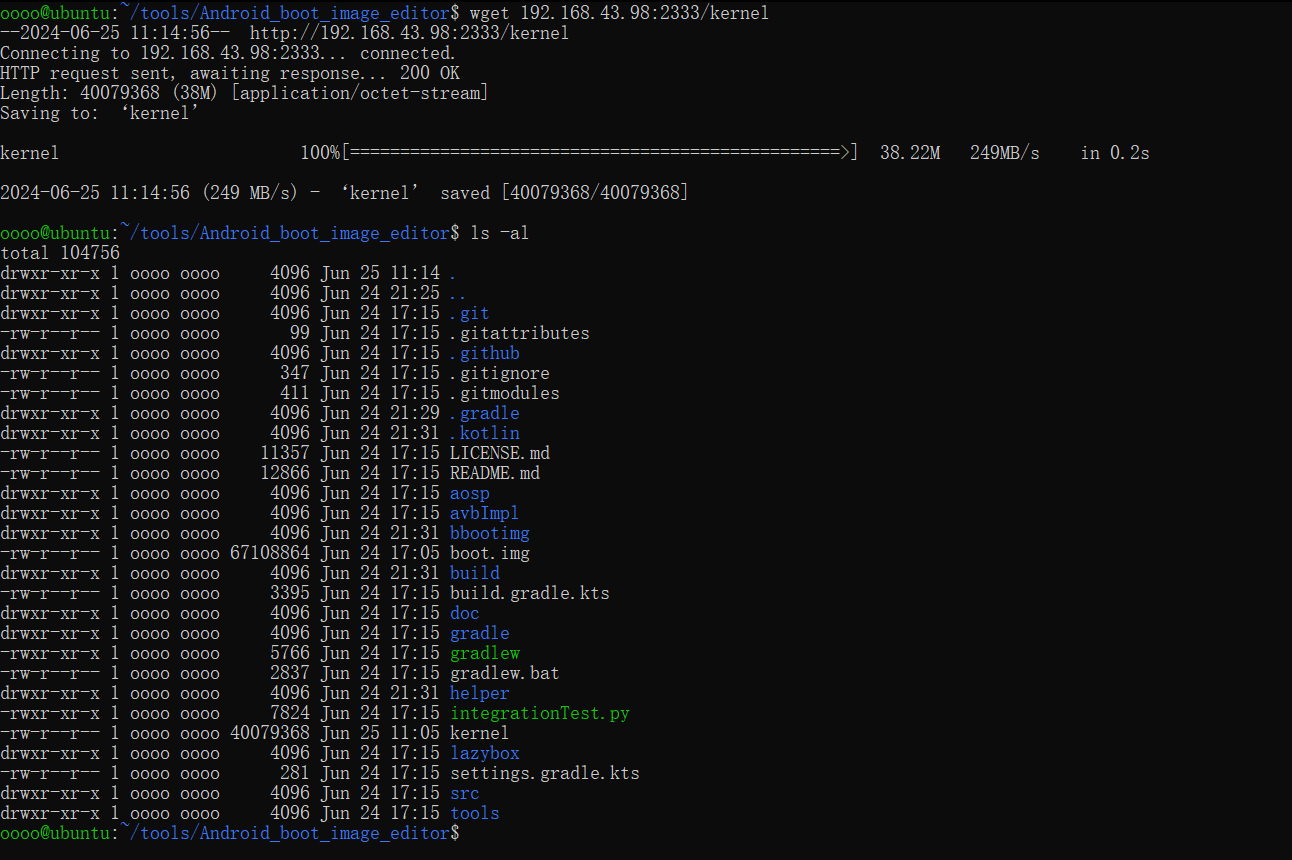 oooo@ubuntu:~/tools/Android_boot_image_editor$ wget 192.168.43.98:2333/kernel
--2024-06-25 11:14:56--  http://192.168.43.98:2333/kernel
Connecting to 192.168.43.98:2333... connected.
HTTP request sent, awaiting response... 200 OK
Length: 40079368 (38M) [application/octet-stream]
Saving to: ‘kernel’
kernel                        100%[=================================================>]  38.22M   249MB/s    in 0.2s
2024-06-25 11:14:56 (249 MB/s) - ‘kernel’ saved [40079368/40079368]
oooo@ubuntu:~/tools/Android_boot_image_editor$ ls -al
total 104756
drwxr-xr-x 1 oooo oooo     4096 Jun 25 11:14 .
drwxr-xr-x 1 oooo oooo     4096 Jun 24 21:25 ..
drwxr-xr-x 1 oooo oooo     4096 Jun 24 17:15 .git
-rw-r--r-- 1 oooo oooo       99 Jun 24 17:15 .gitattributes
drwxr-xr-x 1 oooo oooo     4096 Jun 24 17:15 .github
-rw-r--r-- 1 oooo oooo      347 Jun 24 17:15 .gitignore
-rw-r--r-- 1 oooo oooo      411 Jun 24 17:15 .gitmodules
drwxr-xr-x 1 oooo oooo     4096 Jun 24 21:29 .gradle
drwxr-xr-x 1 oooo oooo     4096 Jun 24 21:31 .kotlin
-rw-r--r-- 1 oooo oooo    11357 Jun 24 17:15 LICENSE.md
-rw-r--r-- 1 oooo oooo    12866 Jun 24 17:15 README.md
drwxr-xr-x 1 oooo oooo     4096 Jun 24 17:15 aosp
drwxr-xr-x 1 oooo oooo     4096 Jun 24 17:15 avbImpl
drwxr-xr-x 1 oooo oooo     4096 Jun 24 21:31 bbootimg
-rw-r--r-- 1 oooo oooo 67108864 Jun 24 17:05 boot.img
drwxr-xr-x 1 oooo oooo     4096 Jun 24 21:31 build
-rw-r--r-- 1 oooo oooo     3395 Jun 24 17:15 build.gradle.kts
drwxr-xr-x 1 oooo oooo     4096 Jun 24 17:15 doc
drwxr-xr-x 1 oooo oooo     4096 Jun 24 17:15 gradle
-rwxr-xr-x 1 oooo oooo     5766 Jun 24 17:15 gradlew
-rw-r--r-- 1 oooo oooo     2837 Jun 24 17:15 gradlew.bat
drwxr-xr-x 1 oooo oooo     4096 Jun 24 21:31 helper
-rwxr-xr-x 1 oooo oooo     7824 Jun 24 17:15 integrationTest.py
-rw-r--r-- 1 oooo oooo 40079368 Jun 25 11:05 kernel
drwxr-xr-x 1 oooo oooo     4096 Jun 24 17:15 lazybox
-rw-r--r-- 1 oooo oooo      281 Jun 24 17:15 settings.gradle.kts
drwxr-xr-x 1 oooo oooo     4096 Jun 24 17:15 src
drwxr-xr-x 1 oooo oooo     4096 Jun 24 17:15 tools
oooo@ubuntu:~/tools/Android_boot_image_editor$